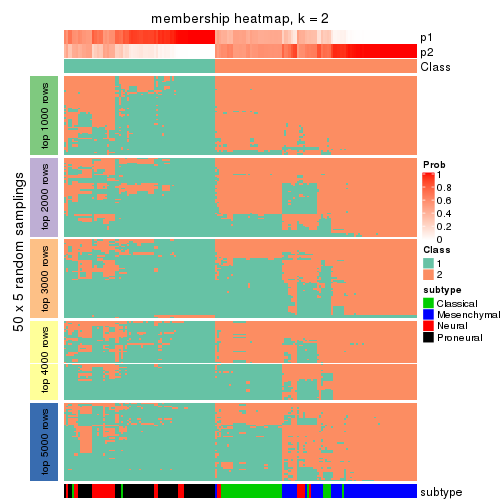 membership heatmap, k = 2
p1
p2
Class
50 x 5 random samplings
top 1000 rows
top 2000 rows
top 3000 rows
top 4000 rows
top 5000 rows
Prob
1
0.8
0.6
0.4
0.2
0
Class
1
2
subtype
Classical
Mesenchymal
Neural
Proneural
subtype